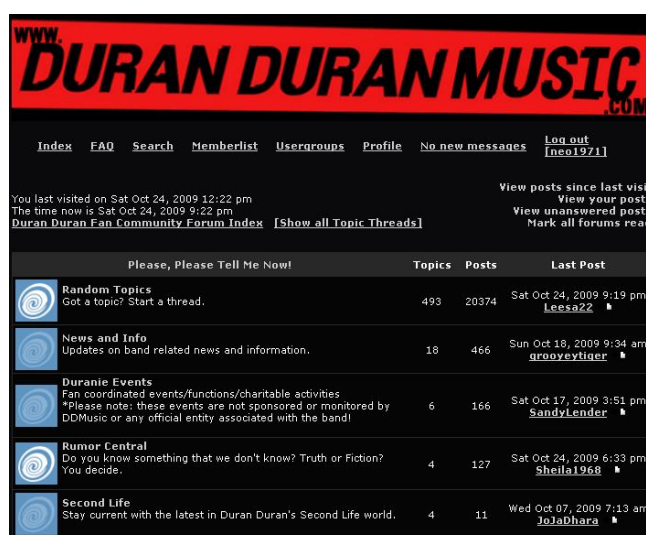 WWW.
DURAN DURAN MUSIC
.COM
Index FAQ Search Memberlist Usergroups Profile No new messages Log out
[neo1971]
View posts since last visi
You last visited on Sat Oct 24, 2009 12:22 pm View your post
The time now is Sat Oct 24, 2009 9:22 pm View unanswered post
Duran Duran Fan Community Forum Index [Show all Topic Threads] Mark all forums rea
Please, Please Tell Me Now! Topics Posts Last Post
Random Topics
Got a topic? Start a thread. 493 20374 Sat Oct 24, 2009 9:19 pm
Leesa22
News and Info
Updates on band related news and information. 18 466 Sun Oct 18, 2009 9:34 am
grooveytiger
Duranie Events
Fan coordinated events/functions/charitable activities
*Please note: these events are not sponsored or monitored by
DDMusic or any official entity associated with the band! 6 166 Sat Oct 17, 2009 3:51 pm
SandyLender
Rumor Central
Do you know something that we don't know? Truth or Fiction?
You decide. 4 127 Sat Oct 24, 2009 6:33 pm
Sheila1968
Second Life
Stay current with the latest in Duran Duran's Second Life world. 4 11 Wed Oct 07, 2009 7:13 am
JoJaDhara